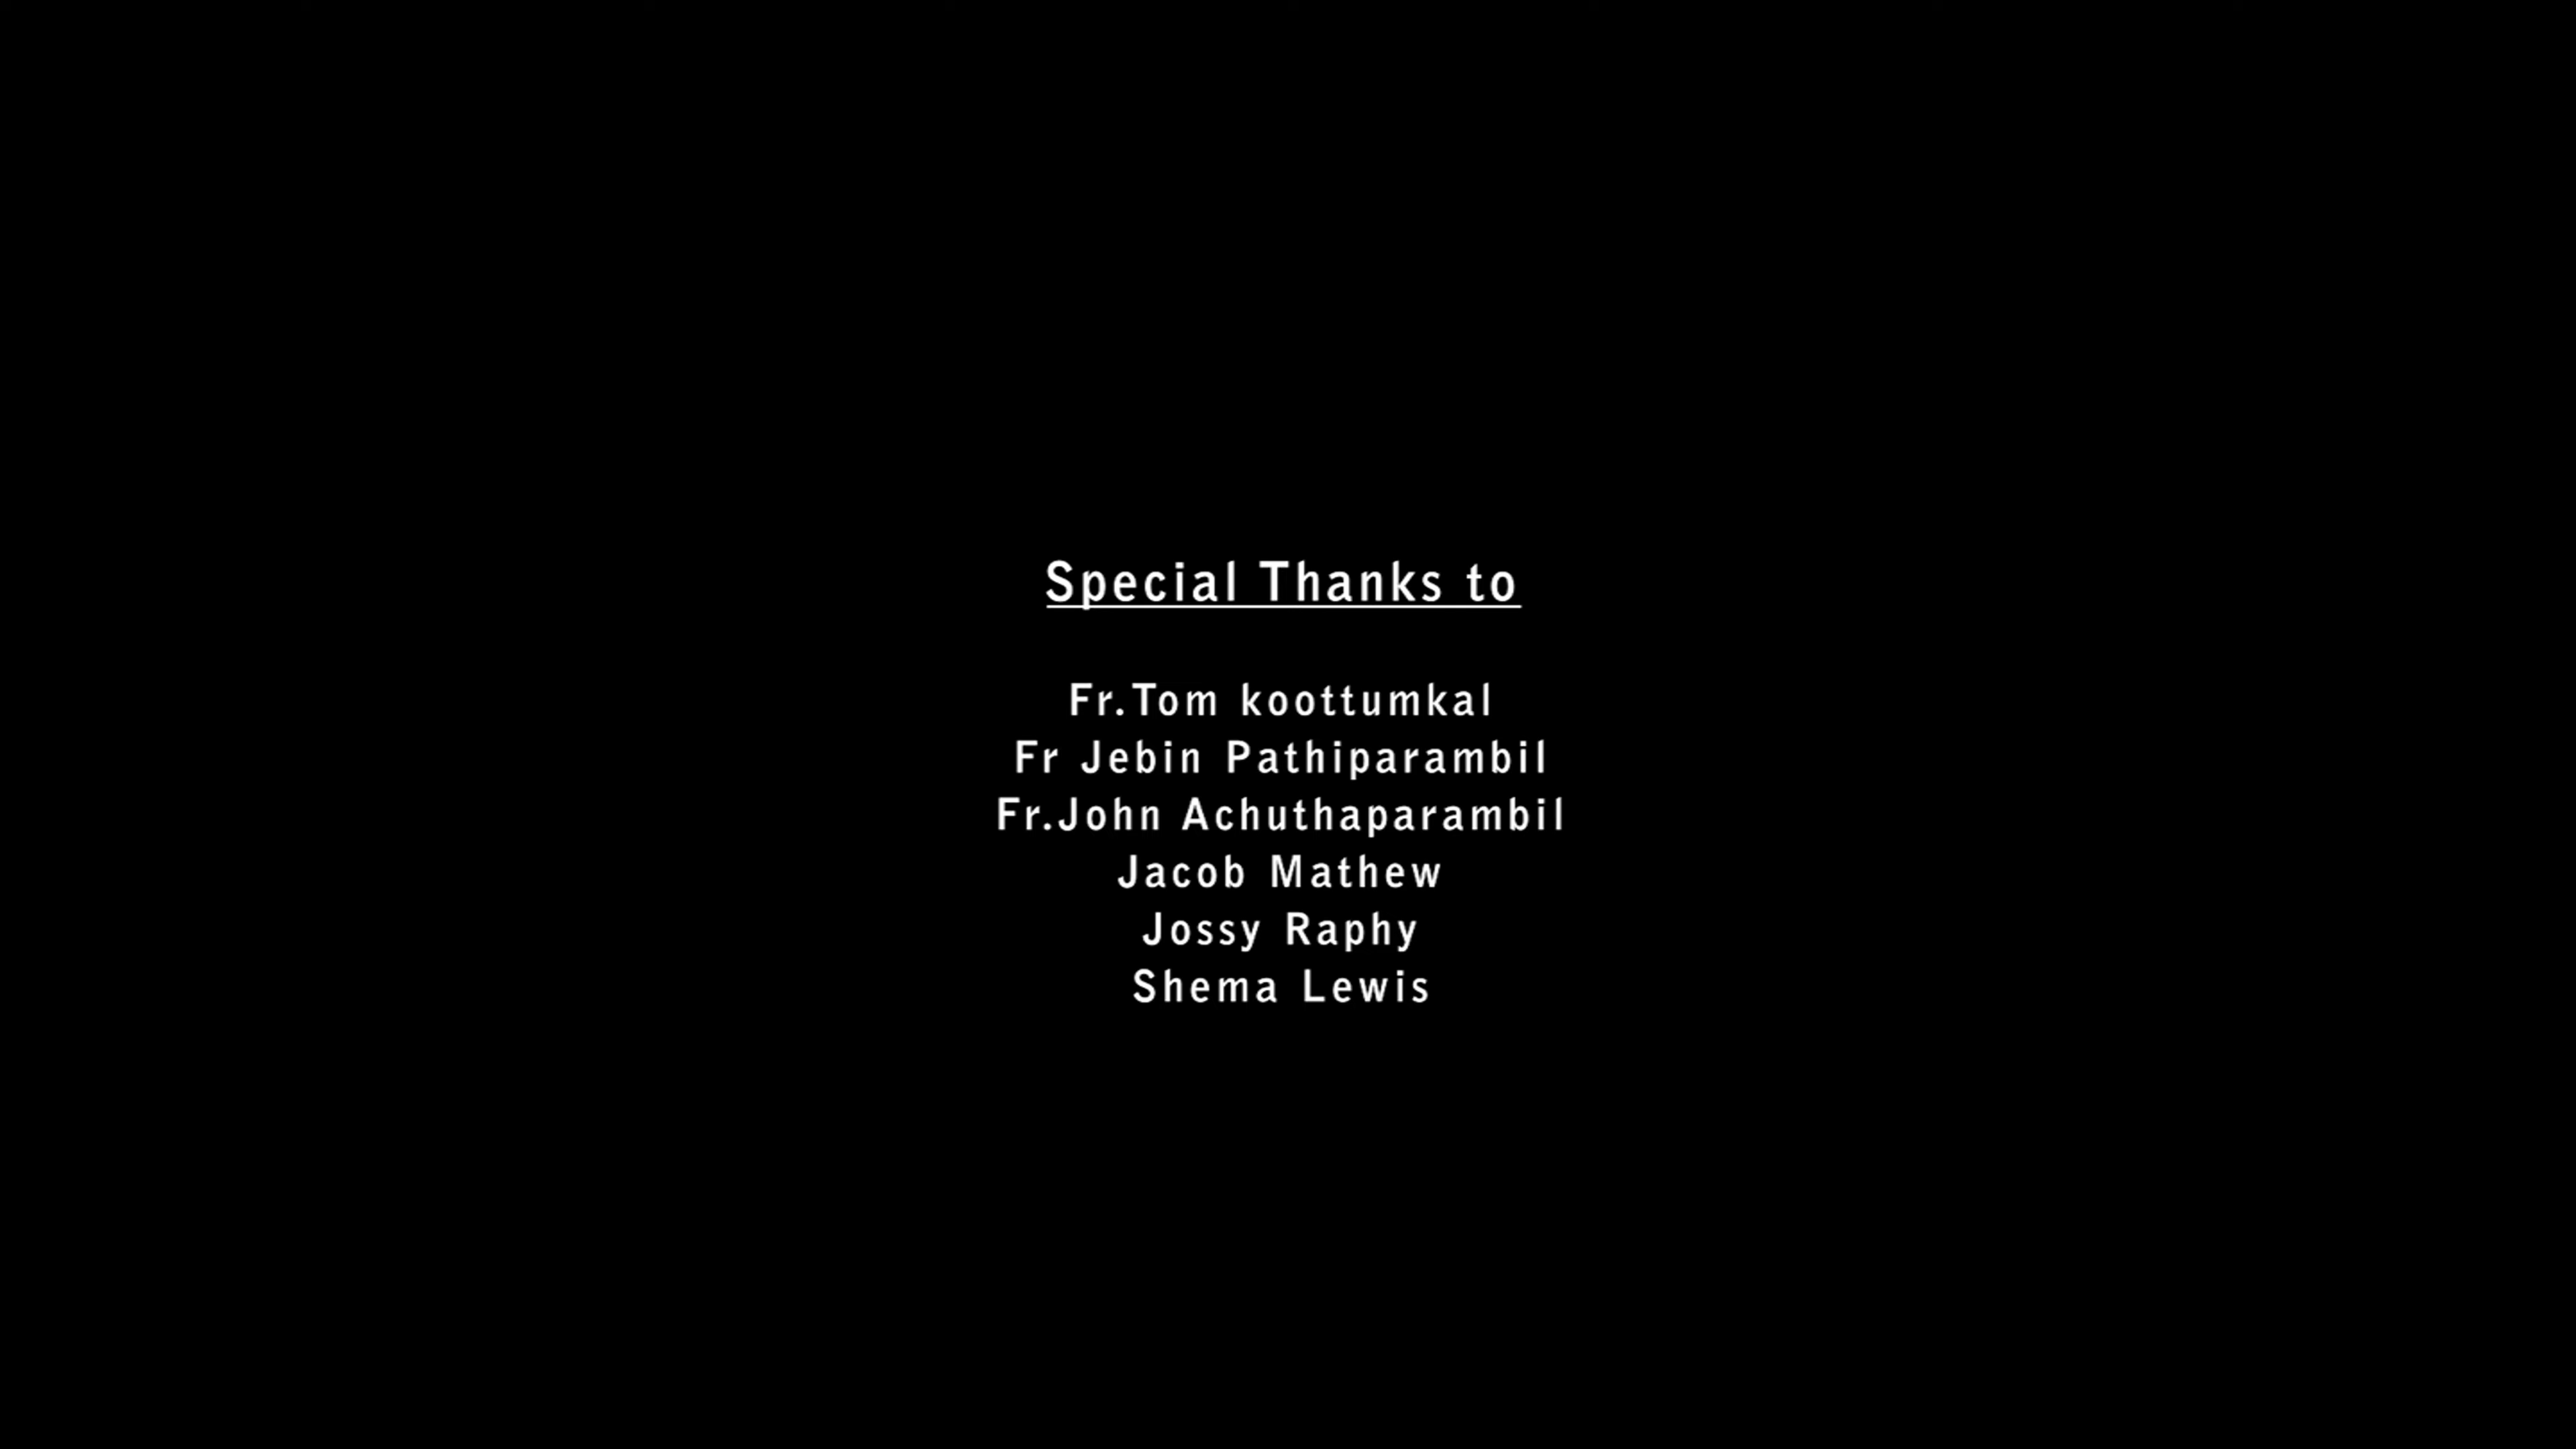 Special Thanks to
Fr.Tom koottumkal
Fr Jebin Pathiparambil
Fr.John Achuthaparambil
Jacob Mathew
Jossy Raphy
Shema Lewis